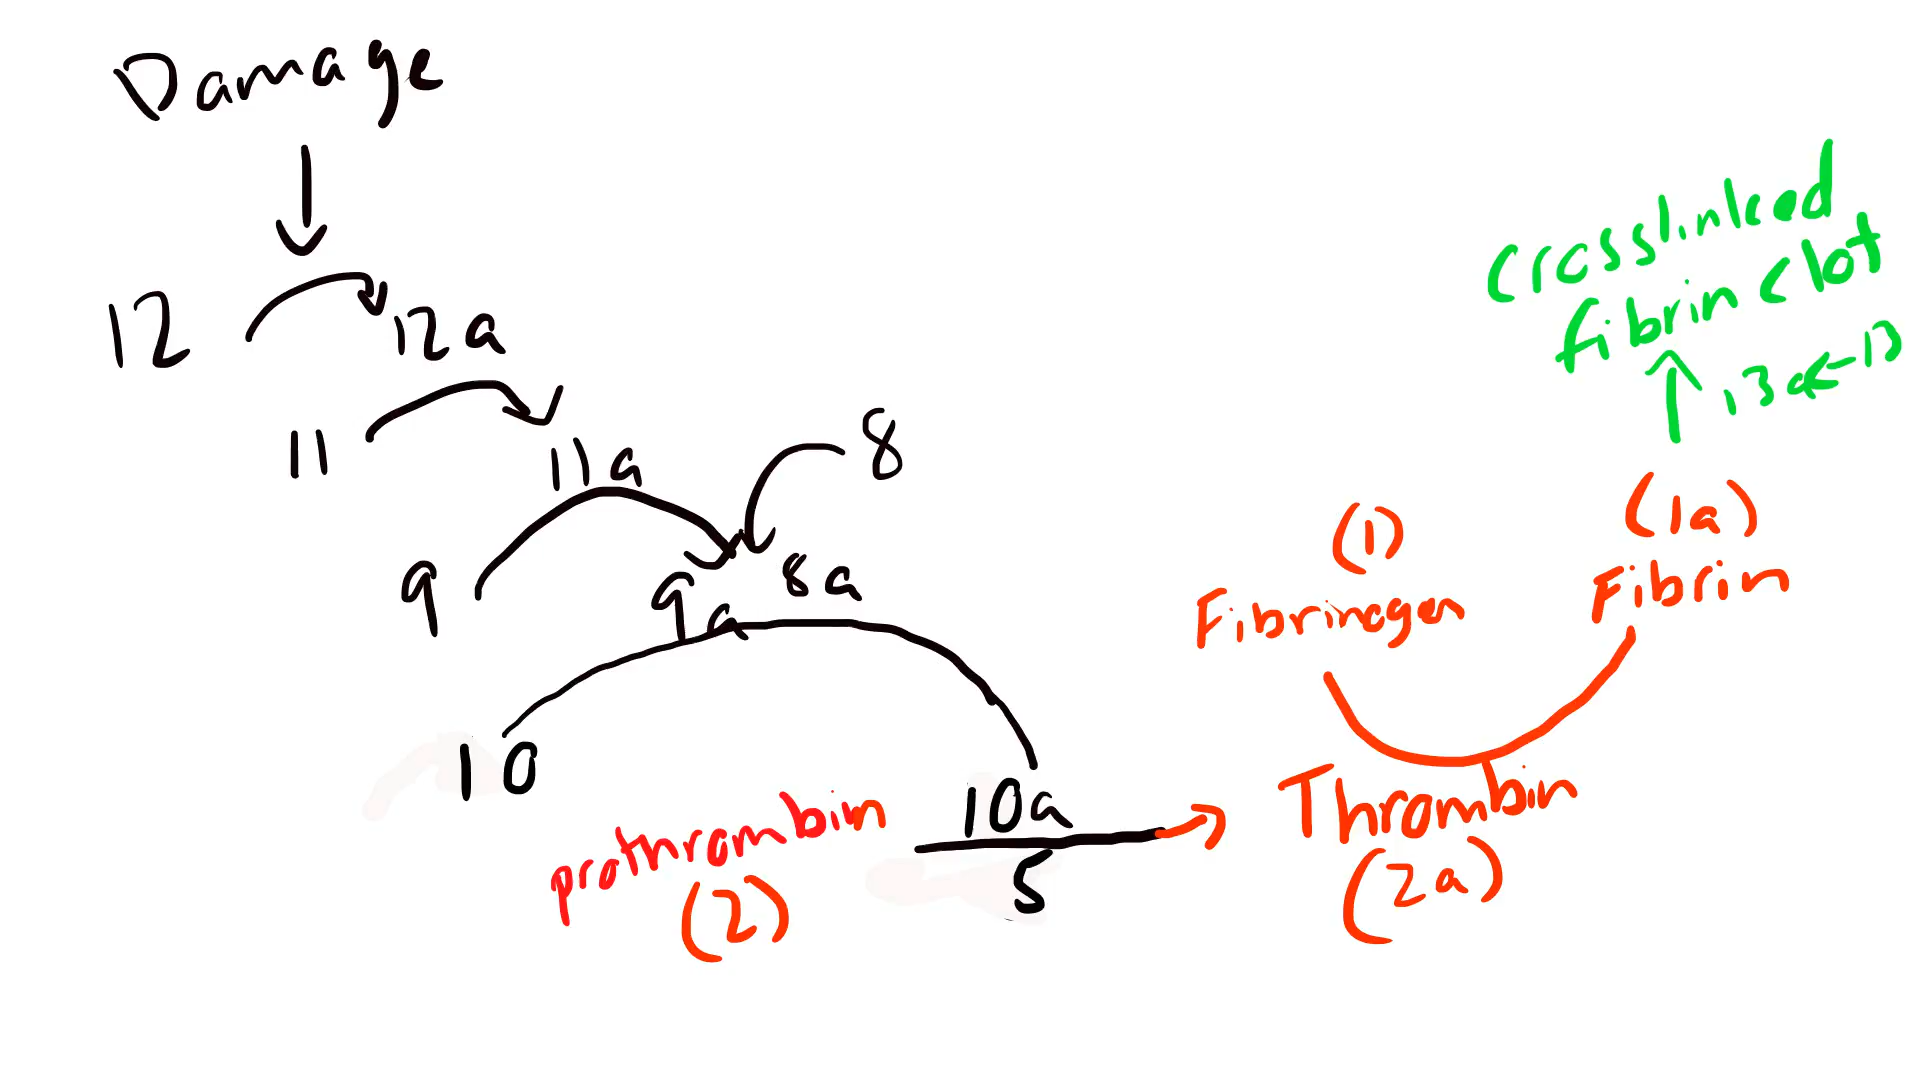 Damage
12
12a
11
11a
8
9
9a
8a
10
10a
5
prothrombin
(2)
Thrombin
(2a)
(1)
Fibrinogen
(1a)
Fibrin
13a←13
crosslinked
fibrin clot